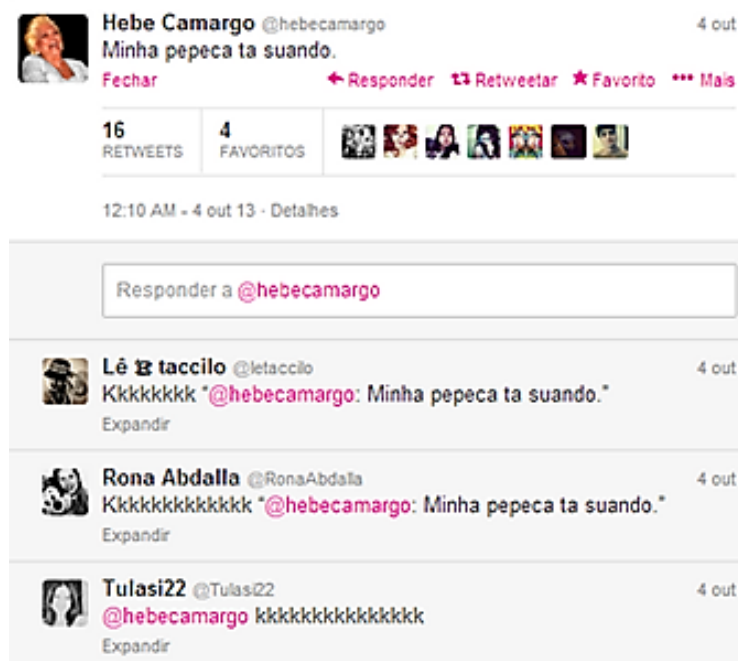 Hebe Camargo @hebecamargo 4 out
Minha pepeca ta suando.
Fechar Responder Retweetar Favorito Mais
16 4
RETWEETS FAVORITOS
12:10 AM - 4 out 13 · Detalhes
Responder a @hebecamargo
Lê taccilo @letaccilo 4 out
Kkkkkkkk "@hebecamargo: Minha pepeca ta suando."
Expandir
Rona Abdalla @RonaAbdalla 4 out
Kkkkkkkkkkkkk "@hebecamargo: Minha pepeca ta suando."
Expandir
Tulasi22 @Tulasi22 4 out
@hebecamargo kkkkkkkkkkkkkkk
Expandir